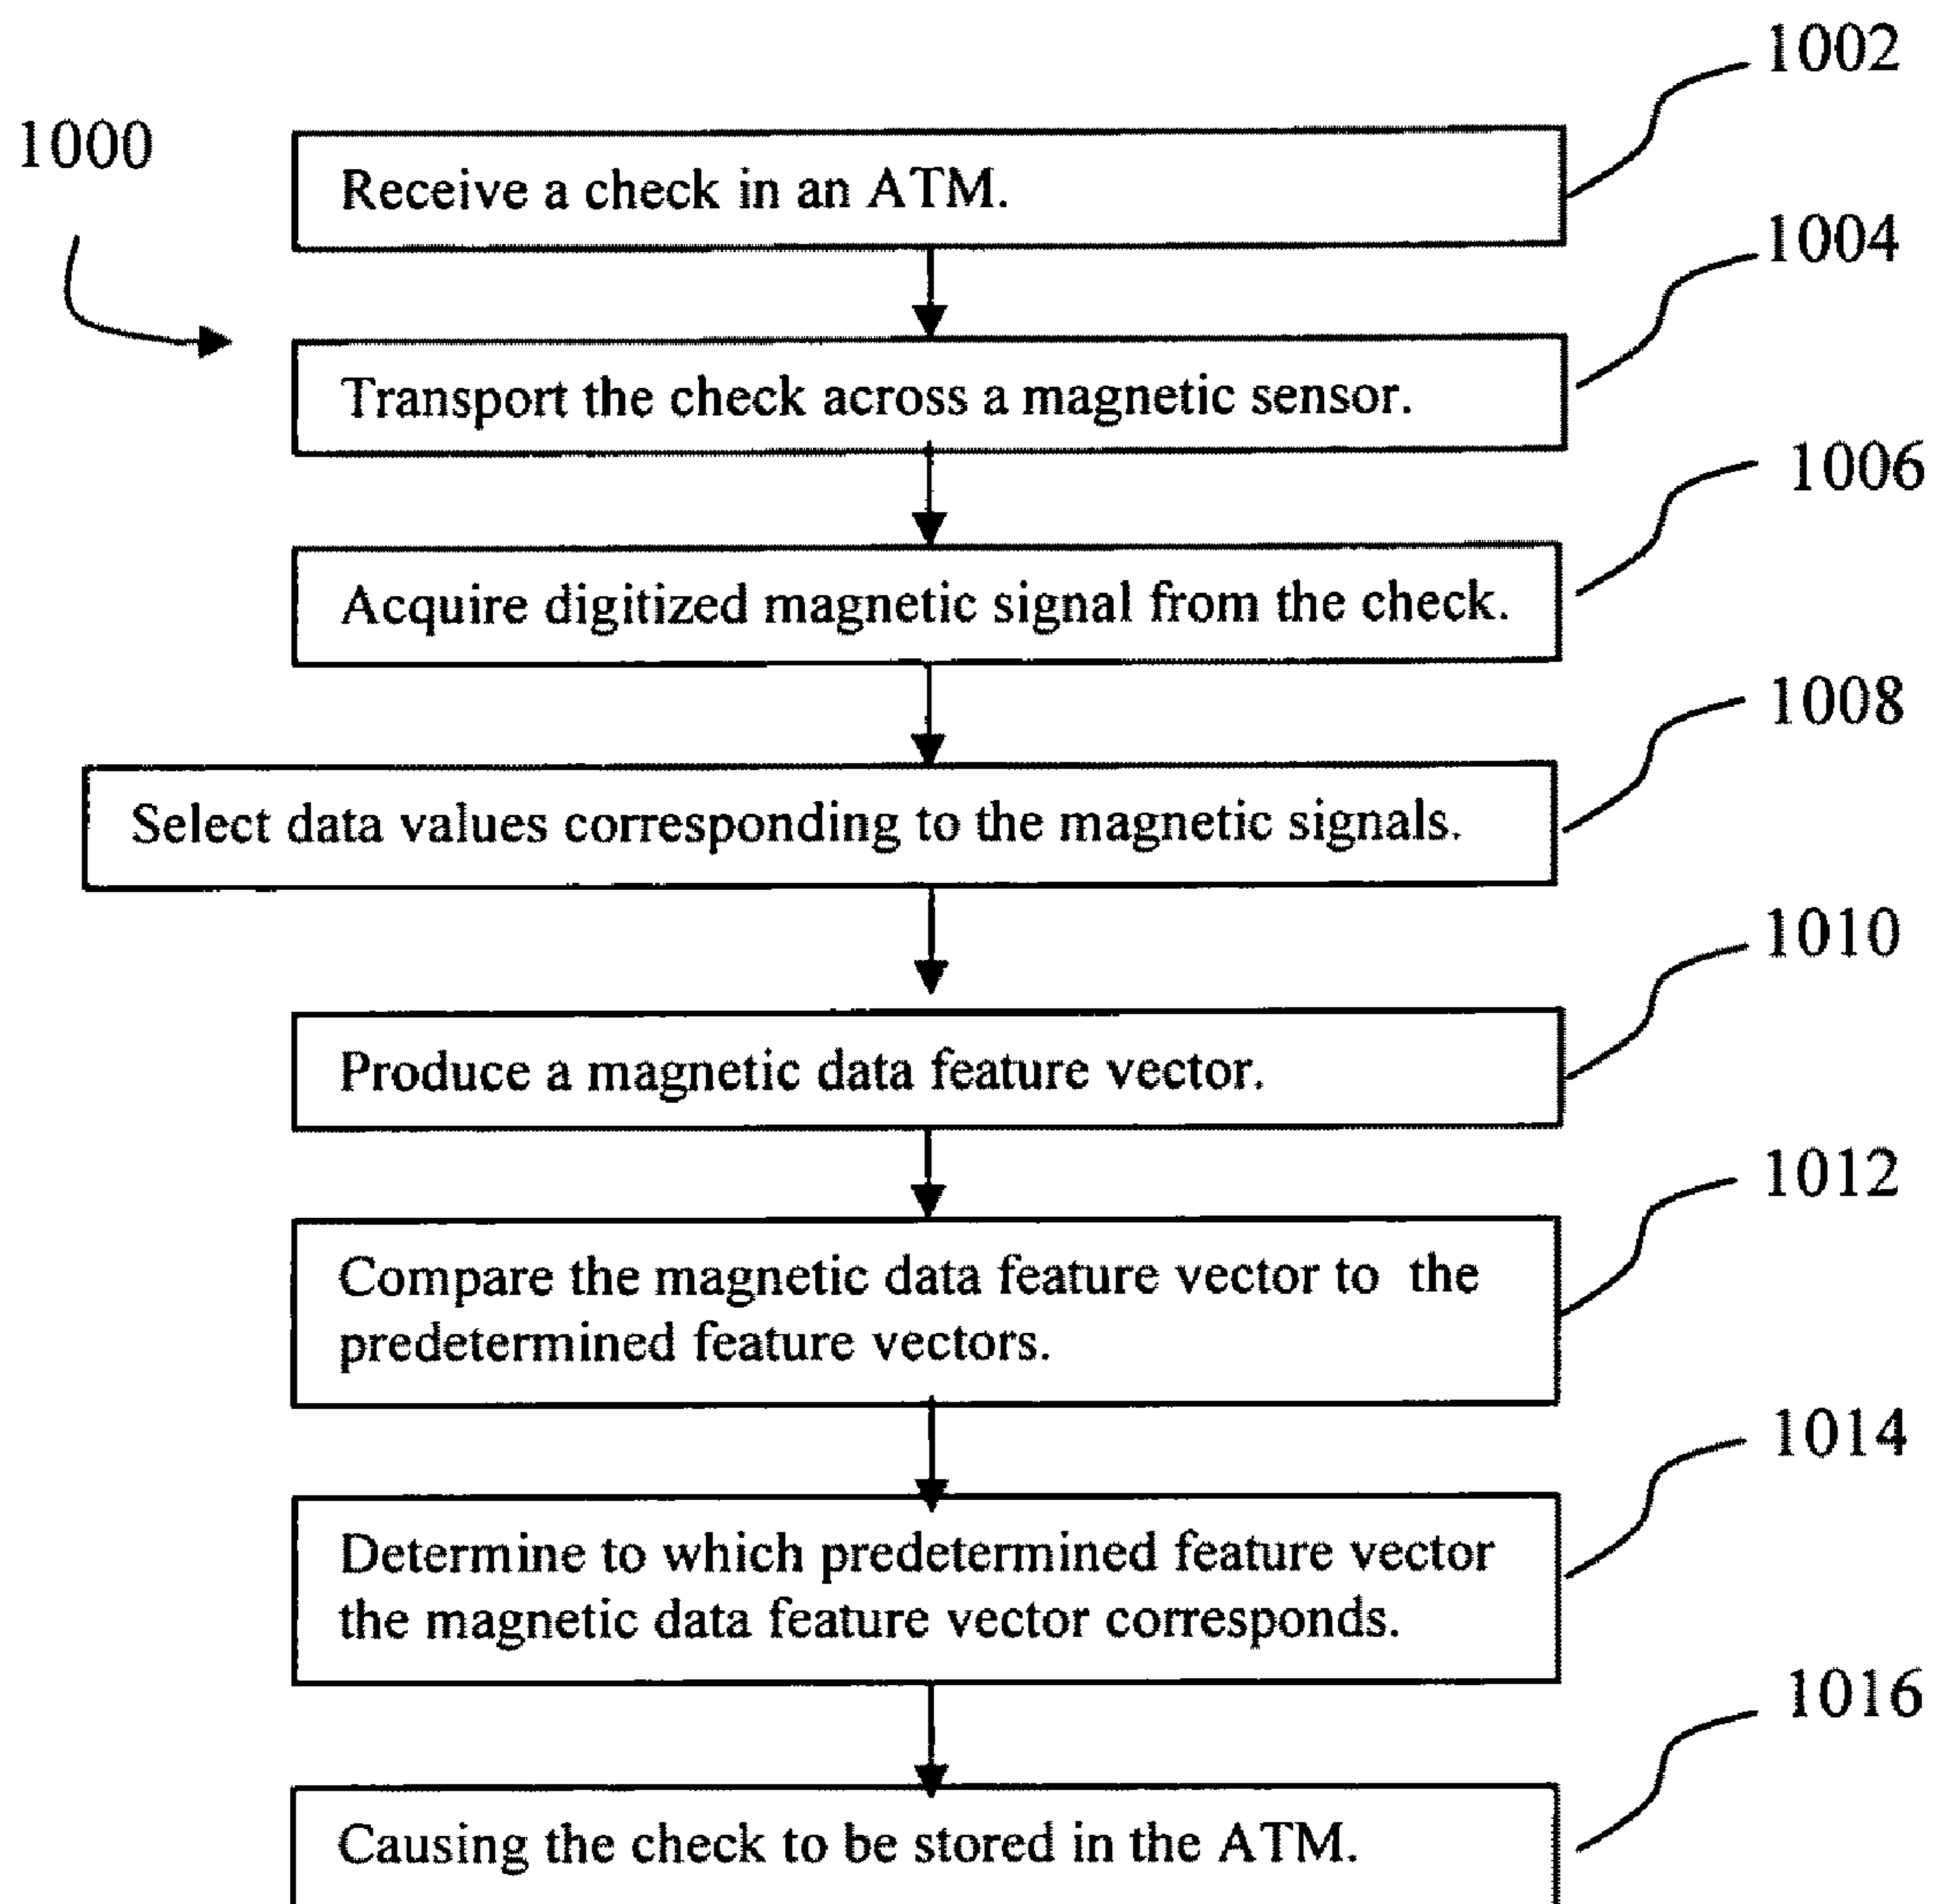 1002
1000
Receive a check in an ATM.
1004
Transport the check across a magnetic sensor.
1006
Acquire digitized magnetic signal from the check.
1008
Select data values corresponding to the magnetic signals.
1010
Produce a magnetic data feature vector.
1012
Compare the magnetic data feature vector to the
predetermined feature vectors.
1014
Determine to which predetermined feature vector
the magnetic data feature vector corresponds.
1016
Causing the check to be stored in the ATM.